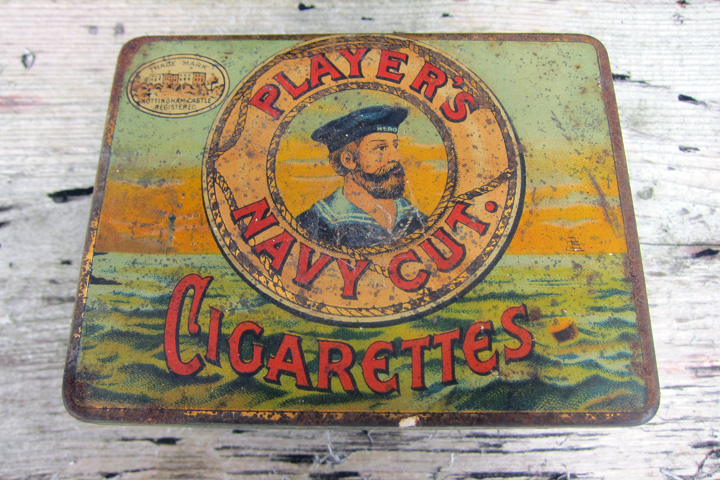 TRADE MARK
NOTTINGHAM CASTLE
REGISTERED
PLAYER'S
HERO
NAVY CUT.
CIGARETTES